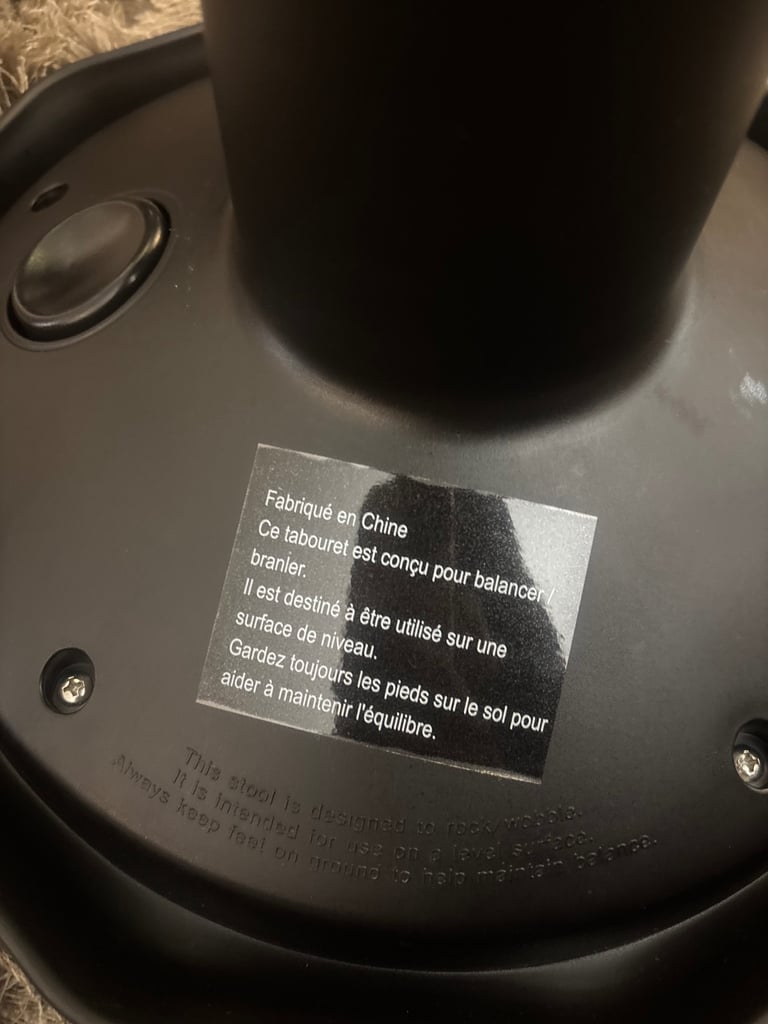 Fabriqué en Chine
Ce tabouret est conçu pour balancer /
branier.
Il est destiné à être utilisé sur une
surface de niveau.
Gardez toujours les pieds sur le sol pour
aider à maintenir l'équilibre.
This stool is designed to rock/wobble.
It is intended for use on a level surface.
Always keep feet on ground to help maintain balance.